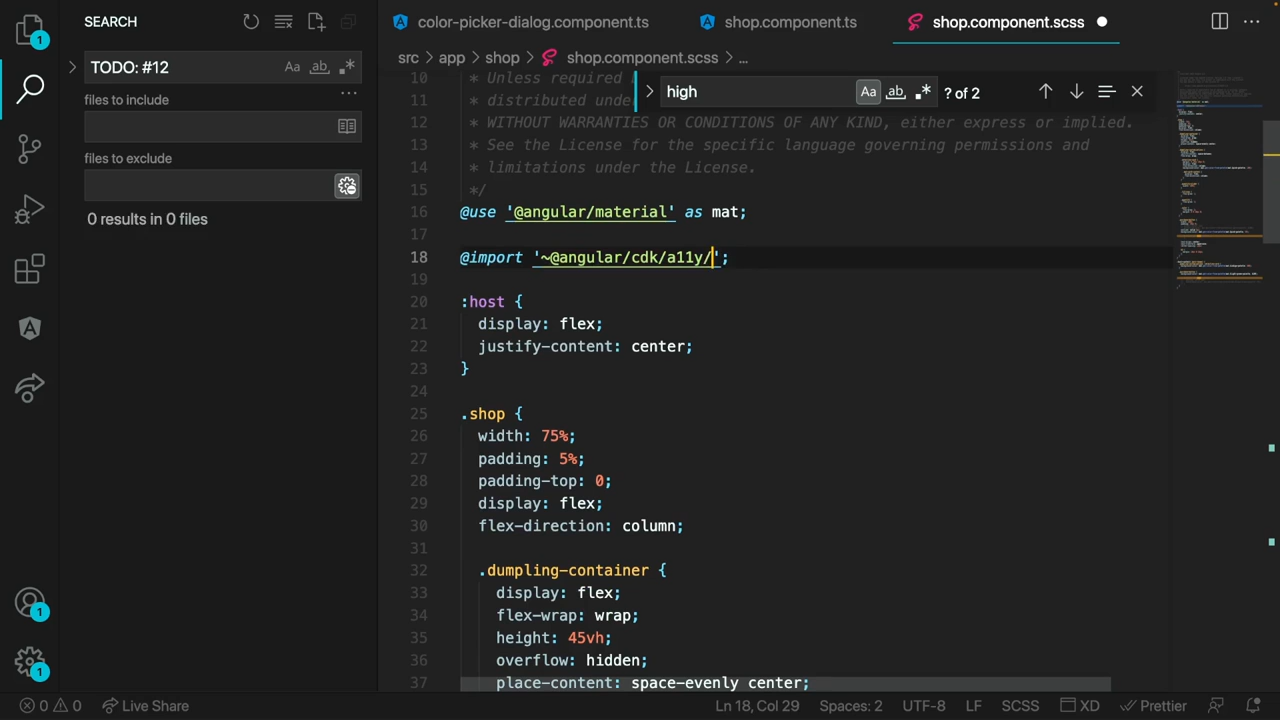 SEARCH
color-picker-dialog.component.ts
shop.component.ts
shop.component.scss
1
TODO: #12
Aa
ab
files to include
files to exclude
0 results in 0 files
src > app > shop > shop.component.scss > ...
high
Aa
ab
? of 2
10 * Unless required
11 * distributed unde
12 * WITHOUT WARRANTIES OR CONDITIONS OF ANY KIND, either express or implied.
13 * See the License for the specific language governing permissions and
14 * limitations under the License.
15 */
16 @use '@angular/material' as mat;
17
18 @import '~@angular/cdk/a11y/';
19
20 :host {
21 display: flex;
22 justify-content: center;
23 }
24
25 .shop {
26 width: 75%;
27 padding: 5%;
28 padding-top: 0;
29 display: flex;
30 flex-direction: column;
31
32 .dumpling-container {
33 display: flex;
34 flex-wrap: wrap;
35 height: 45vh;
36 overflow: hidden;
37 place-content: space-evenly center;
1
1
0 0
Live Share
Ln 18, Col 29
Spaces: 2
UTF-8
LF
SCSS
XD
Prettier